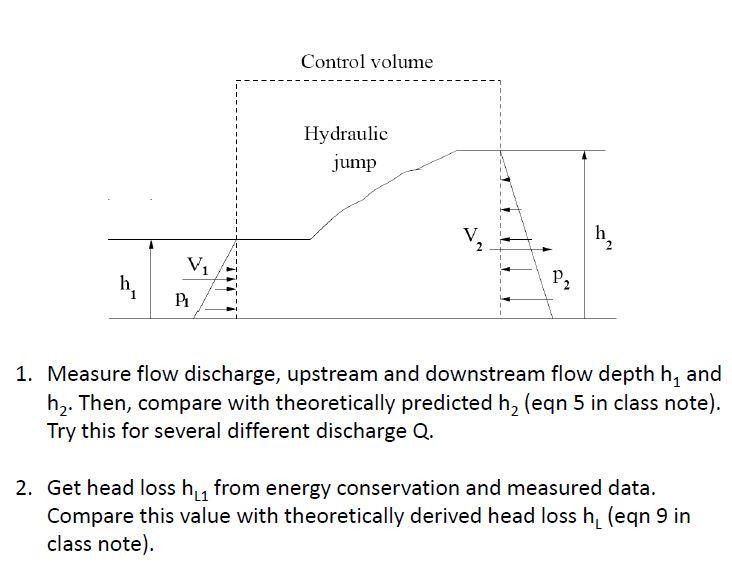 Control volume
Hydraulic
jump
V₂
h₂
V₁
h₁
P₁
P₂
1. Measure flow discharge, upstream and downstream flow depth h₁ and
h₂. Then, compare with theoretically predicted h₂ (eqn 5 in class note).
Try this for several different discharge Q.
2. Get head loss hL₁ from energy conservation and measured data.
Compare this value with theoretically derived head loss hL (eqn 9 in
class note).